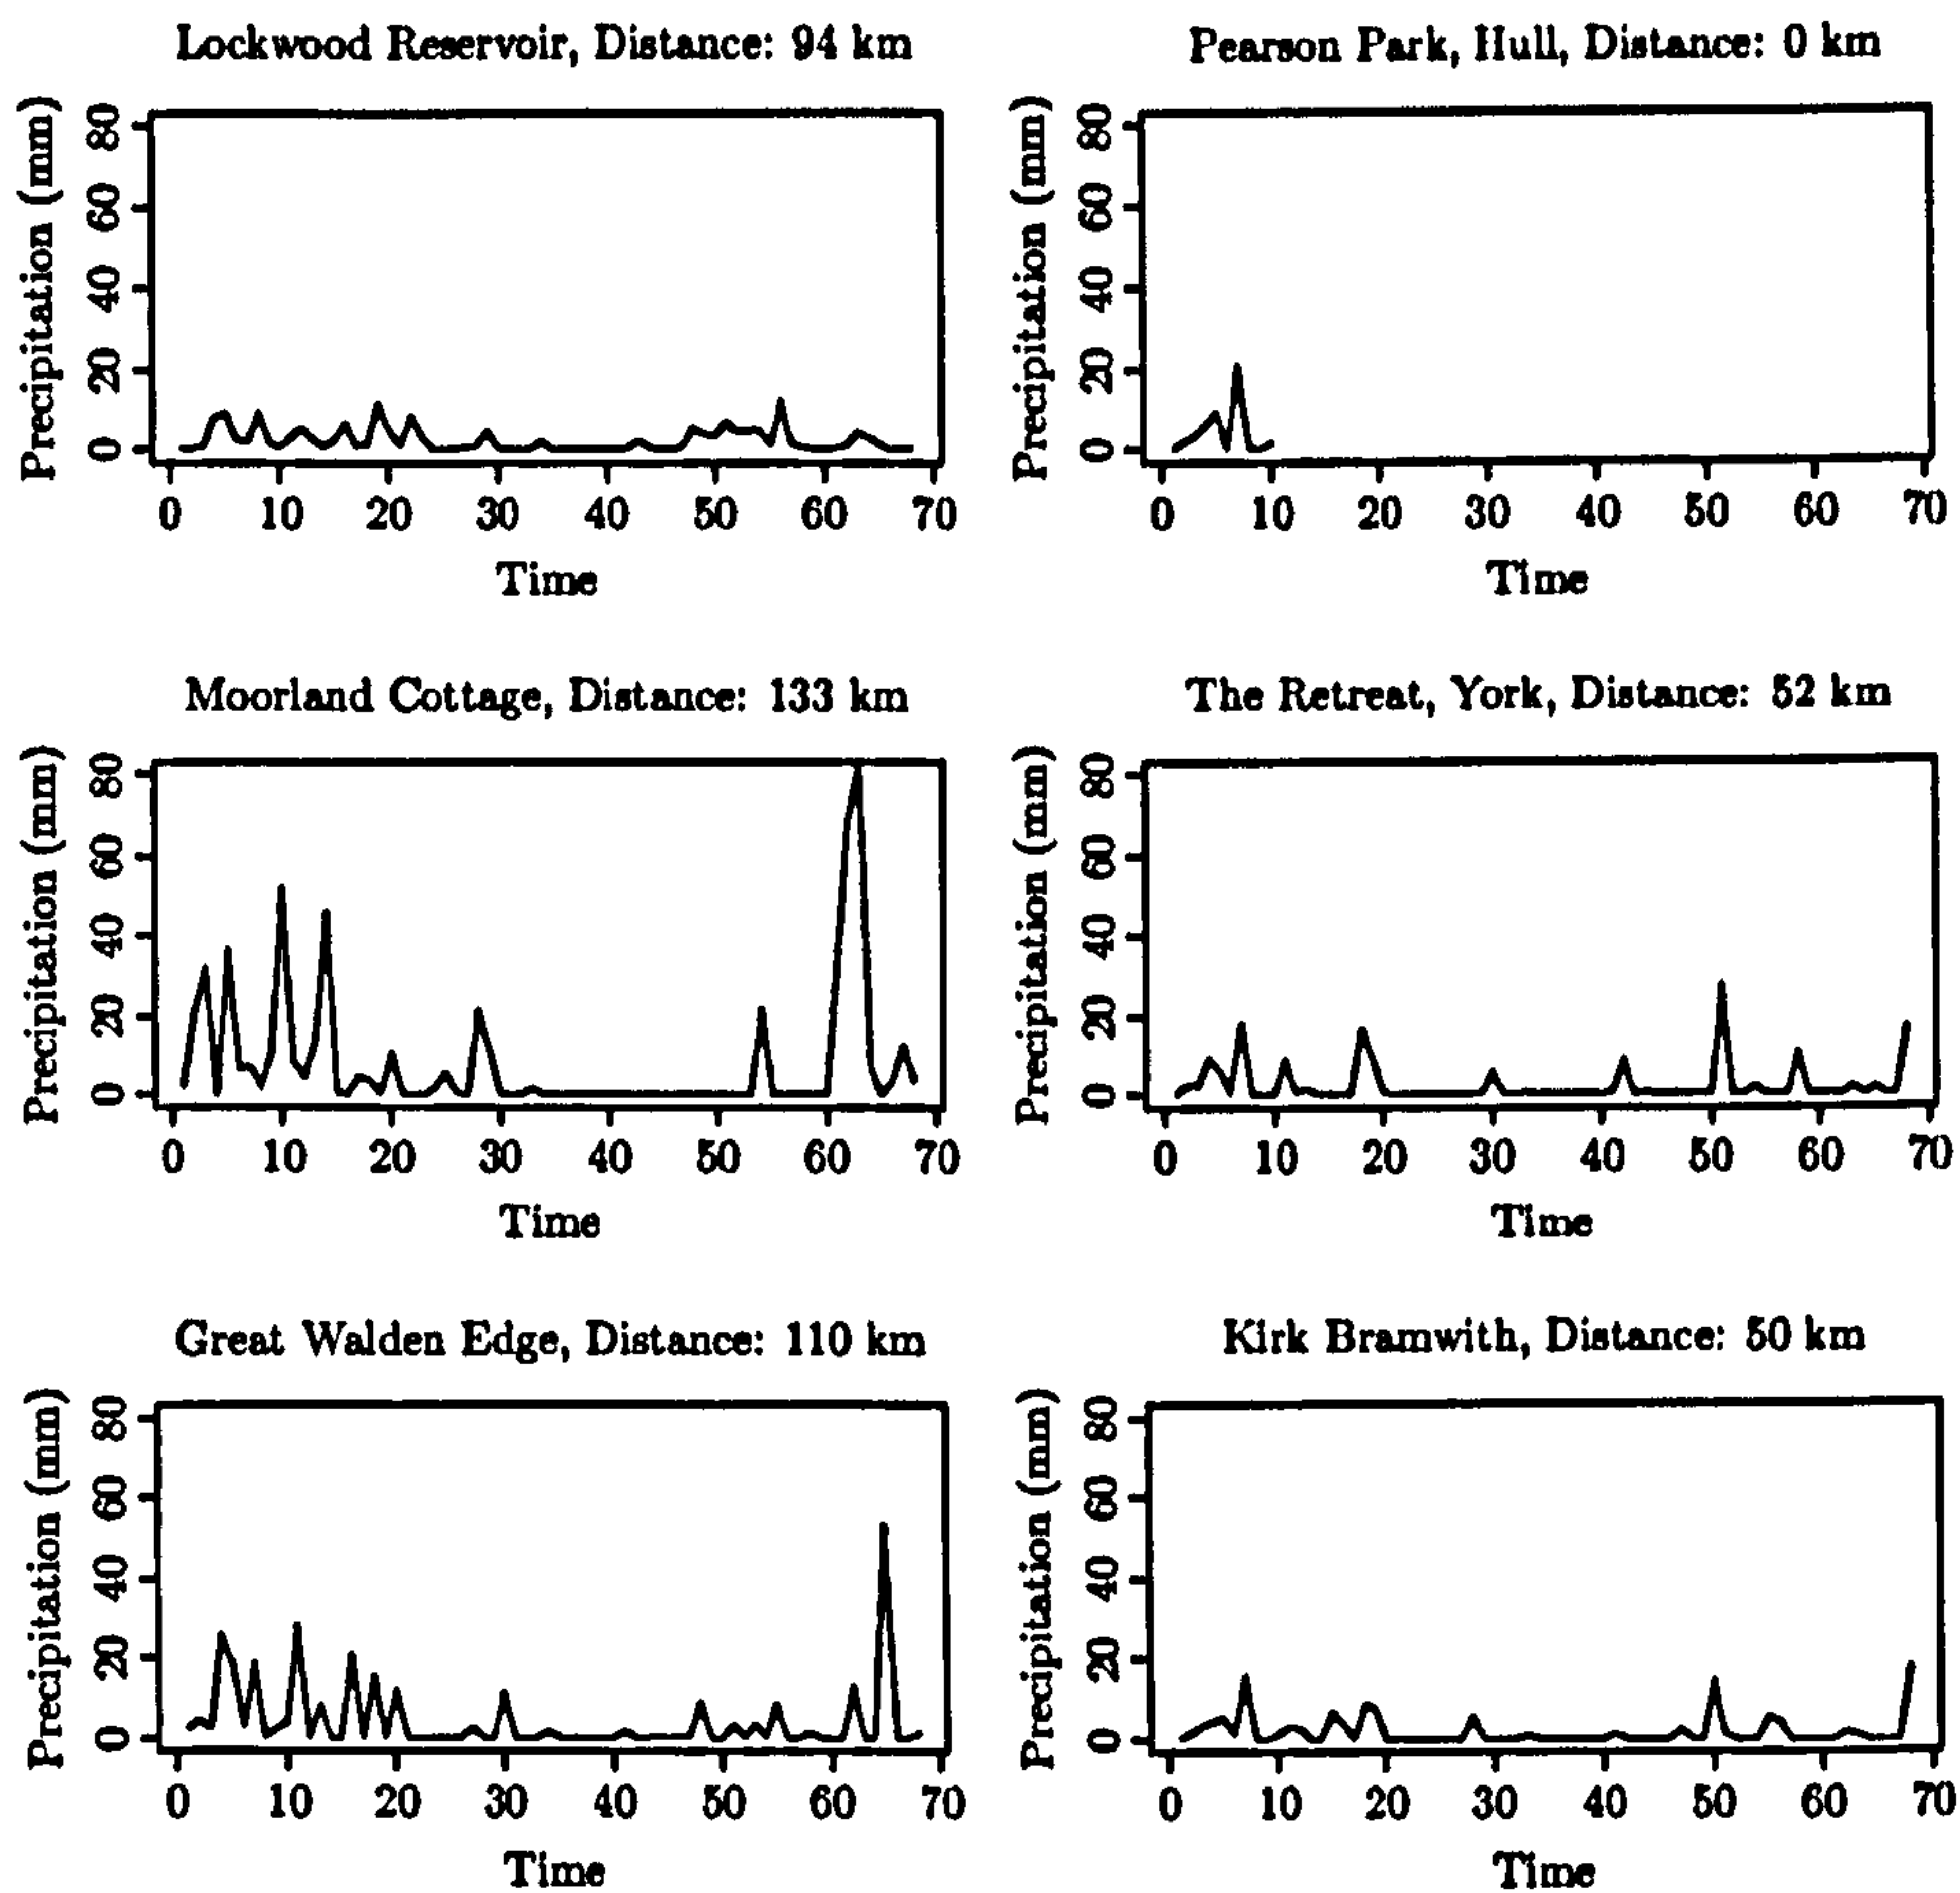 Lockwood Reservoir, Distance: 94 km
Precipitation (mm)
80
60
40
20
0
0 10 20 30 40 50 60 70
Time
Pearson Park, Hull, Distance: 0 km
Precipitation (mm)
80
60
40
20
0
0 10 20 30 40 50 60 70
Time
Moorland Cottage, Distance: 133 km
Precipitation (mm)
80
60
40
20
0
0 10 20 30 40 50 60 70
Time
The Retreat, York, Distance: 52 km
Precipitation (mm)
80
60
40
20
0
0 10 20 30 40 50 60 70
Time
Great Walden Edge, Distance: 110 km
Precipitation (mm)
80
60
40
20
0
0 10 20 30 40 50 60 70
Time
Kirk Bramwith, Distance: 50 km
Precipitation (mm)
80
60
40
20
0
0 10 20 30 40 50 60 70
Time